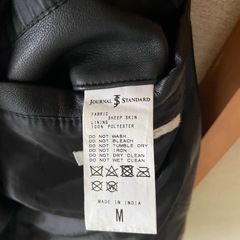 JOURNAL JS STANDARD
FABRIC
SHEEP SKIN
LINING
100% POLYESTER
DO NOT WASH
DO NOT BLEACH
DO NOT TUMBLE DRY
DO NOT IRON
DO NOT DRY CLEAN
DO NOT WET CLEAN
MADE IN INDIA
M